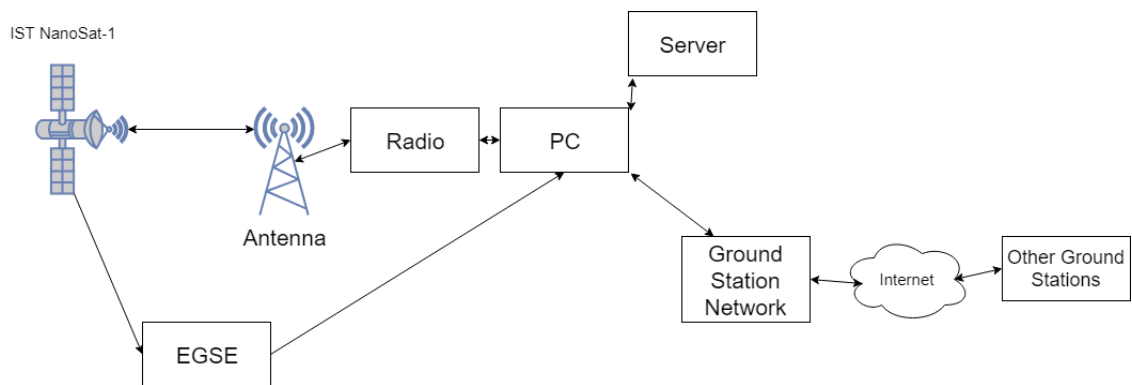 IST NanoSat-1
Server
Radio
PC
Antenna
Ground
Station
Network
Internet
Other Ground
Stations
EGSE